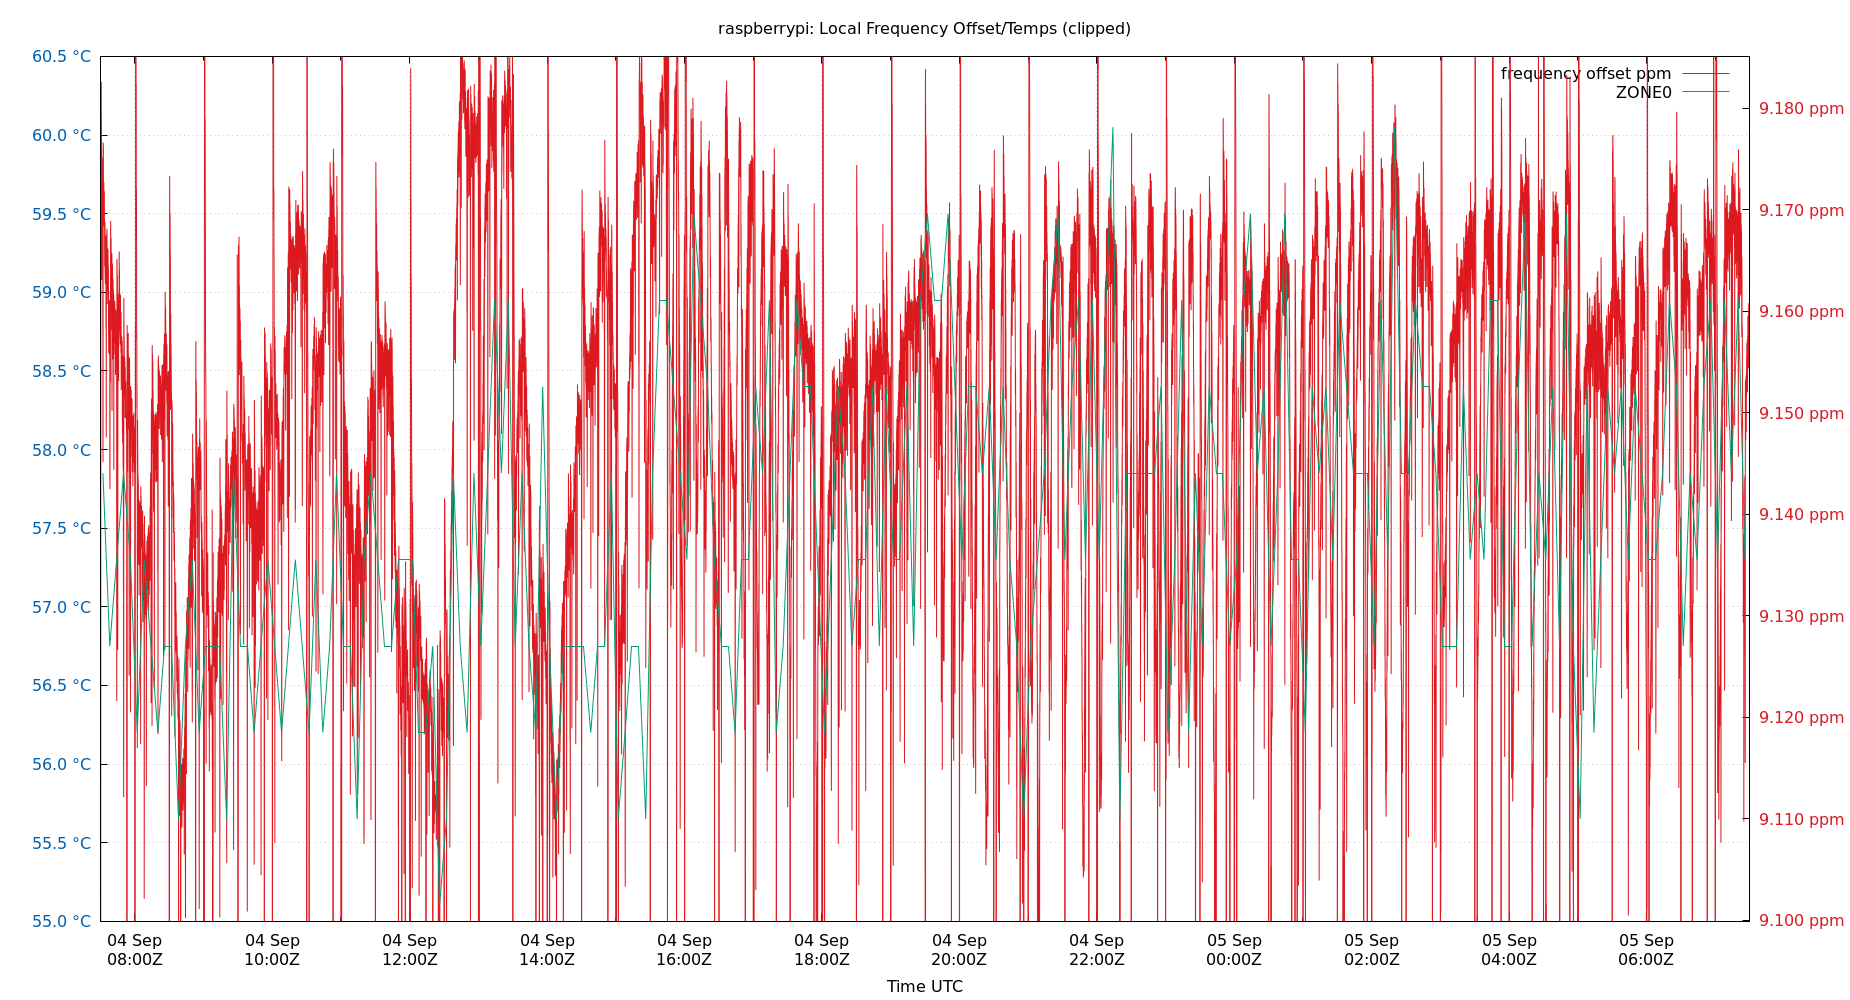 raspberrypi: Local Frequency Offset/Temps (clipped)
frequency offset ppm
ZONE0
60.5 °C
60.0 °C
59.5 °C
59.0 °C
58.5 °C
58.0 °C
57.5 °C
57.0 °C
56.5 °C
56.0 °C
55.5 °C
55.0 °C
9.180 ppm
9.170 ppm
9.160 ppm
9.150 ppm
9.140 ppm
9.130 ppm
9.120 ppm
9.110 ppm
9.100 ppm
04 Sep 04 Sep 04 Sep 04 Sep 04 Sep 04 Sep 04 Sep 04 Sep 05 Sep 05 Sep 05 Sep 05 Sep
08:00Z 10:00Z 12:00Z 14:00Z 16:00Z 18:00Z 20:00Z 22:00Z 00:00Z 02:00Z 04:00Z 06:00Z
Time UTC